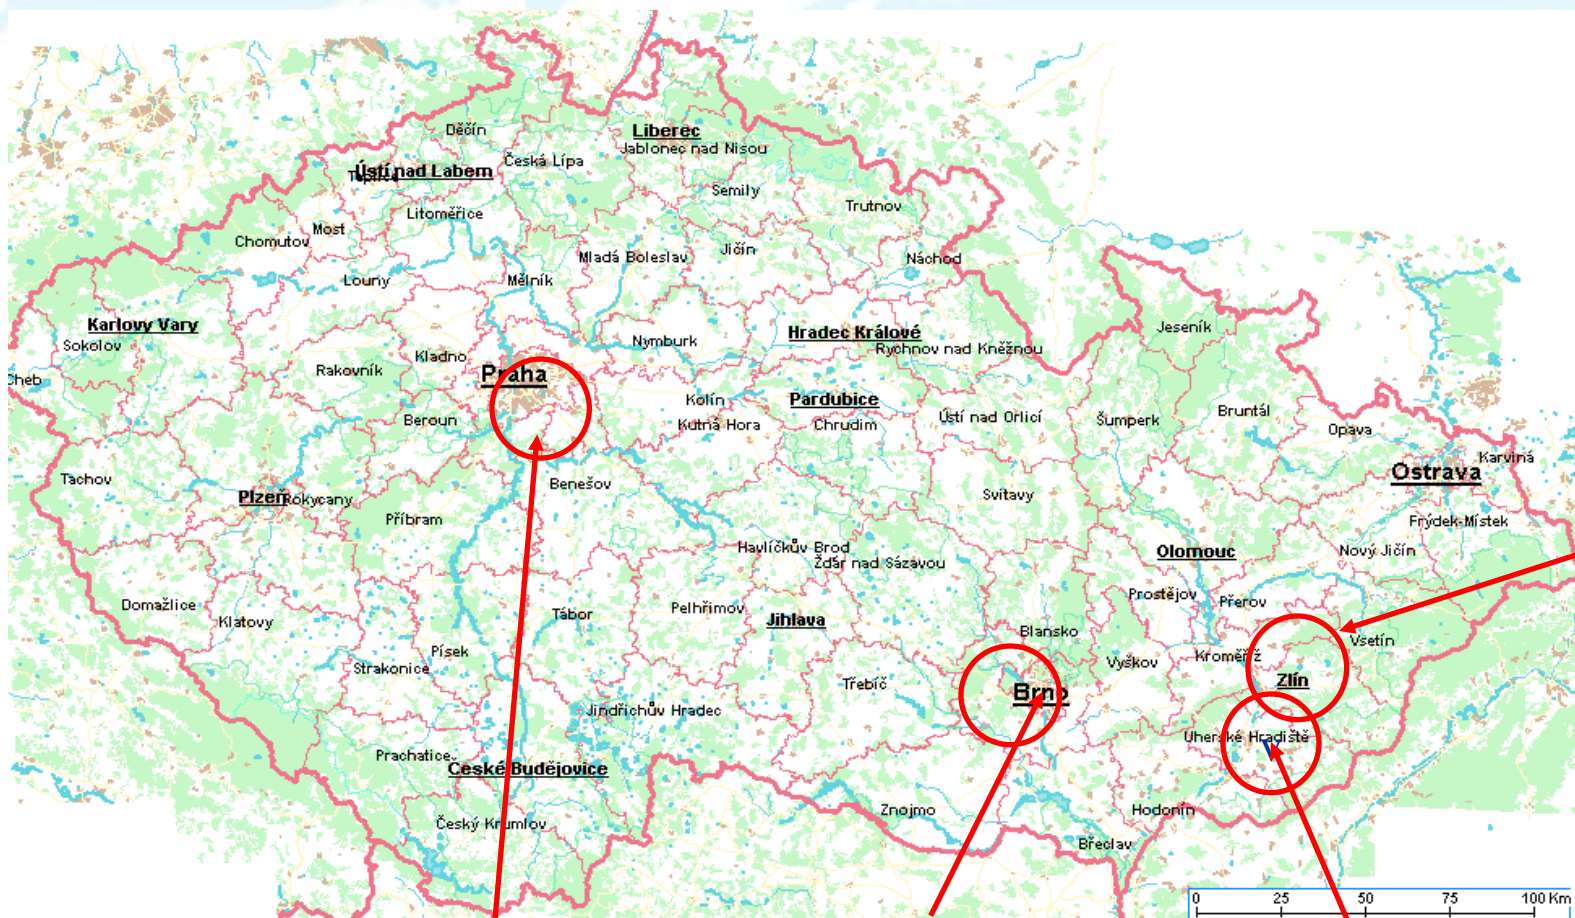 Děčín
Liberec
Jablonec nad Nisou
Česká Lípa
Ústí nad Labem
Semily
Trutnov
Litoměřice
Most
Chomutov
Jičín
Mladá Boleslav
Náchod
Louny
Mělník
Karlovy Vary
Sokolov
Hradec Králové
Jeseník
Nymburk
Rychnov nad Kněžnou
Kladno
Rakovník
Praha
Cheb
Kolín
Pardubice
Beroun
Kutná Hora
Chrudim
Ústí nad Orlicí
Šumperk
Bruntál
Opava
Karviná
Ostrava
Tachov
Benešov
Plzeň
Rokycany
Svitavy
Příbram
Frýdek-Místek
Havlíčkův Brod
Olomouc
Nový Jičín
Žďár nad Sázavou
Prostějov
Přerov
Domažlice
Klatovy
Tábor
Pelhřimov
Jihlava
Blansko
Vsetín
Písek
Strakonice
Vyškov
Kroměříž
Třebíč
Zlín
Brno
Jindřichův Hradec
Uherské Hradiště
Prachatice
České Budějovice
Znojmo
Hodonín
Český Krumlov
Břeclav
0 25 50 75 100 Km